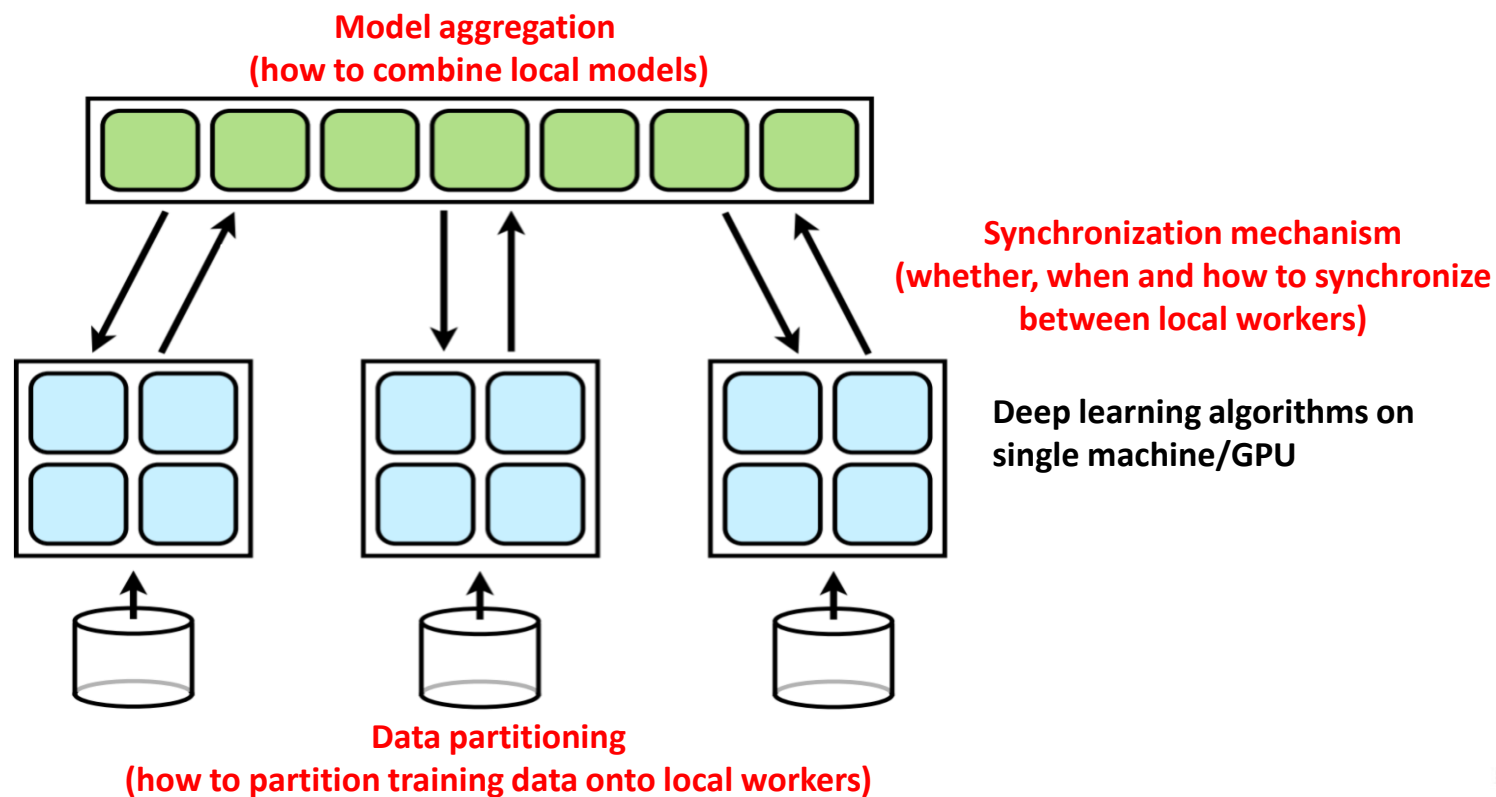 Model aggregation
(how to combine local models)
Synchronization mechanism
(whether, when and how to synchronize
between local workers)
Deep learning algorithms on
single machine/GPU
Data partitioning
(how to partition training data onto local workers)